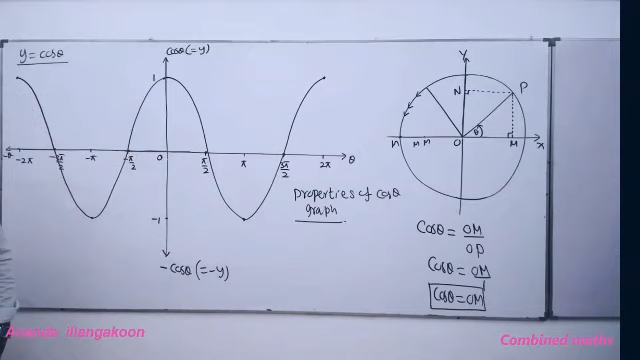 y = cosθ
cosθ (=y)
1
-θ -2π -3π/2 -π -π/2 0 π/2 π 3π/2 2π θ
-1
-cosθ (=-y)
properties of cosθ
graph
Y
N P
θ
M M O M X
Cosθ = OM/OP
Cosθ = OM/1
Cosθ = OM
Ananda illangakoon
Combined maths